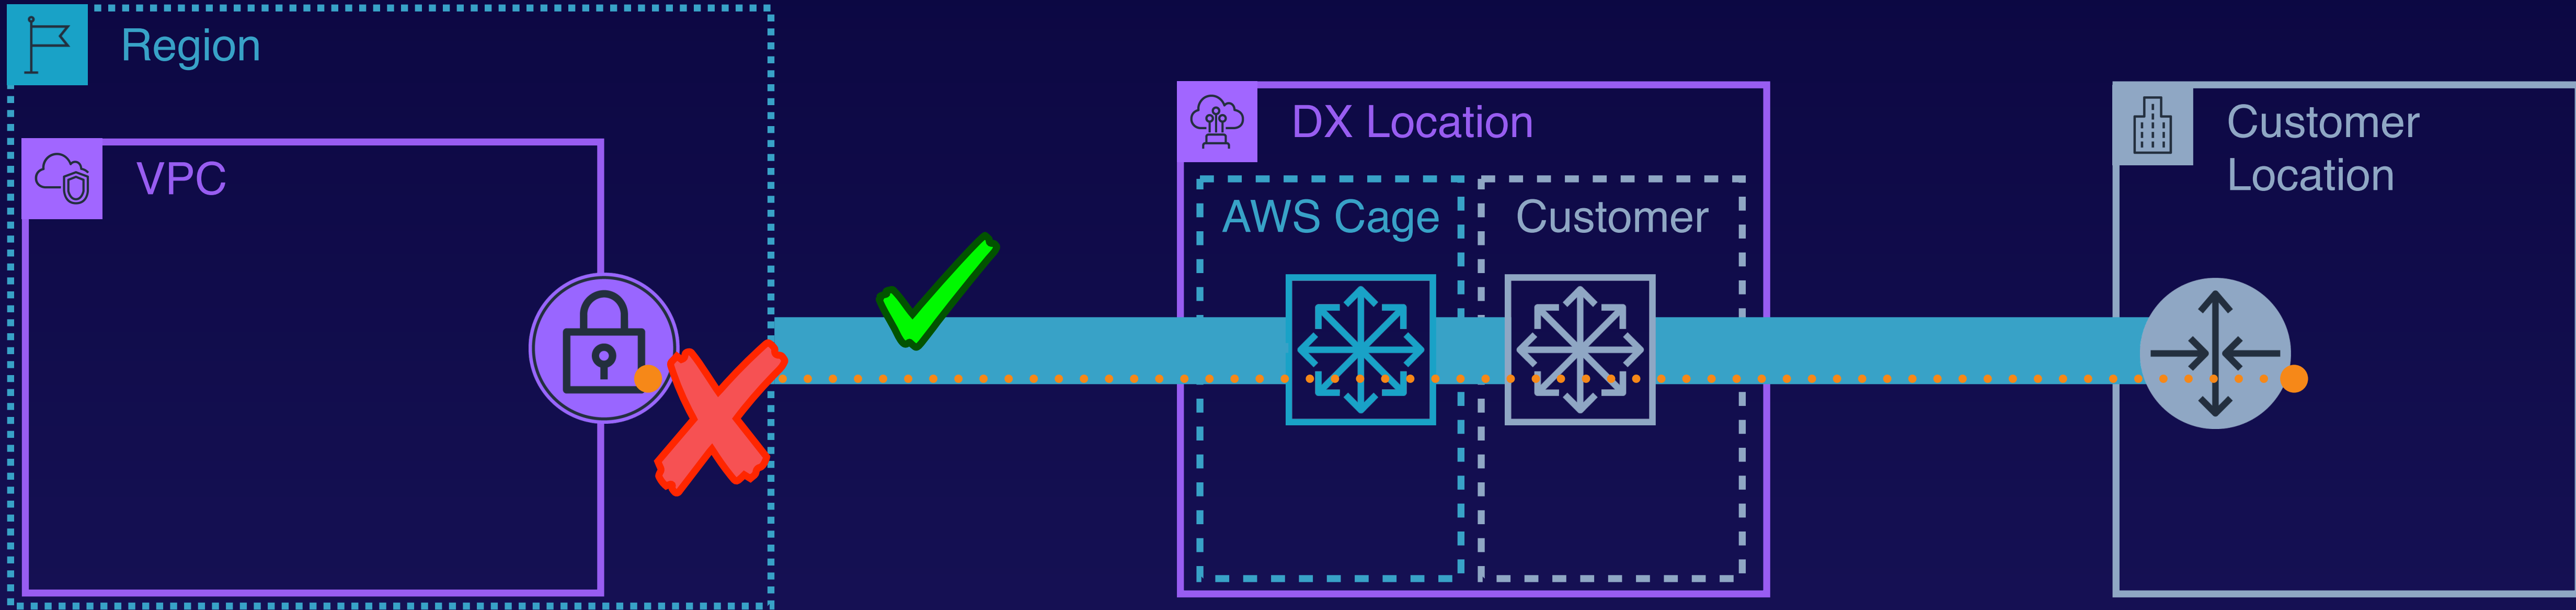 Region
VPC
DX Location
AWS Cage
Customer
Customer
Location